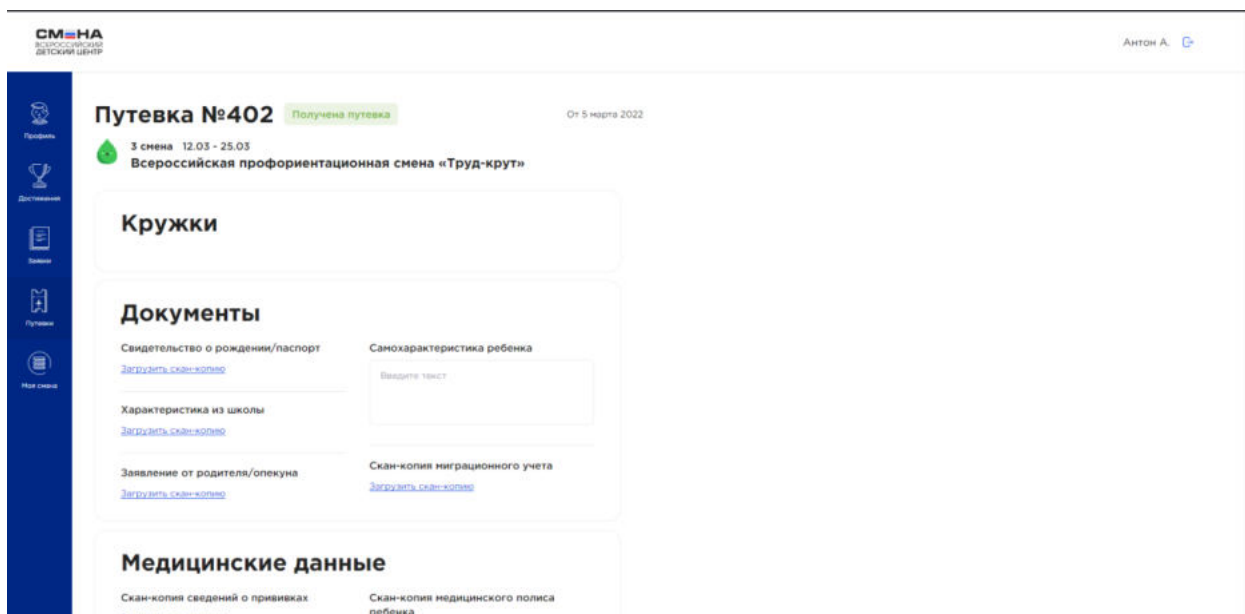 СМЕНА
ВСЕРОССИЙСКИЙ
ДЕТСКИЙ ЦЕНТР
Антон А.
Профиль
Достижения
Заявки
Путевки
Моя смена
Путевка №402
Получена путевка
От 5 марта 2022
3 смена 12.03 - 25.03
Всероссийская профориентационная смена «Труд-крут»
Кружки
Документы
Свидетельство о рождении/паспорт
Загрузить скан-копию
Характеристика из школы
Загрузить скан-копию
Заявление от родителя/опекуна
Загрузить скан-копию
Самохарактеристика ребенка
Введите текст
Скан-копия миграционного учета
Загрузить скан-копию
Медицинские данные
Скан-копия сведений о прививках
Скан-копия медицинского полиса
ребенка